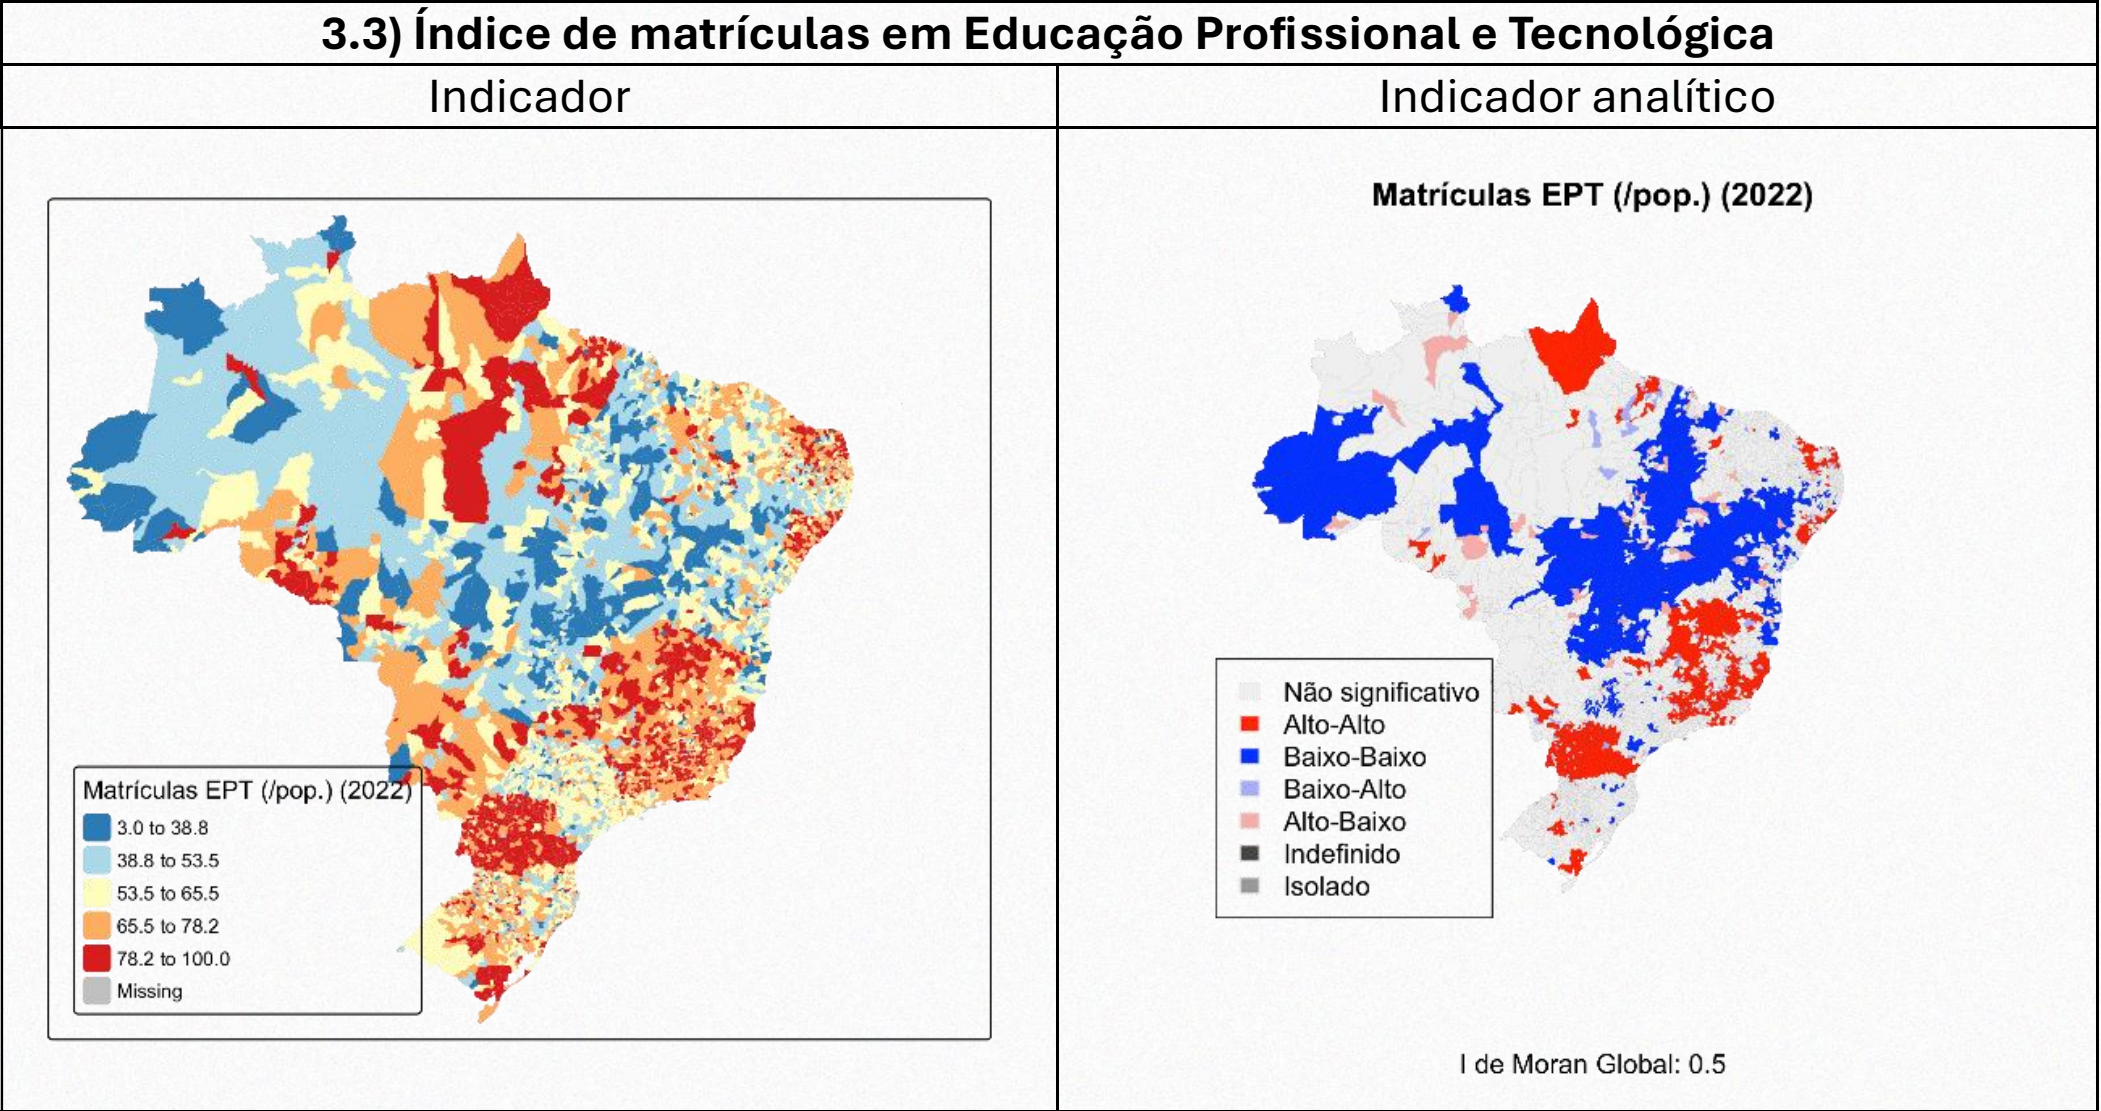 3.3) Índice de matrículas em Educação Profissional e Tecnológica
Indicador
Indicador analítico
Matrículas EPT (/pop.) (2022)
3.0 to 38.8
38.8 to 53.5
53.5 to 65.5
65.5 to 78.2
78.2 to 100.0
Missing
Matrículas EPT (/pop.) (2022)
Não significativo
Alto-Alto
Baixo-Baixo
Baixo-Alto
Alto-Baixo
Indefinido
Isolado
I de Moran Global: 0.5